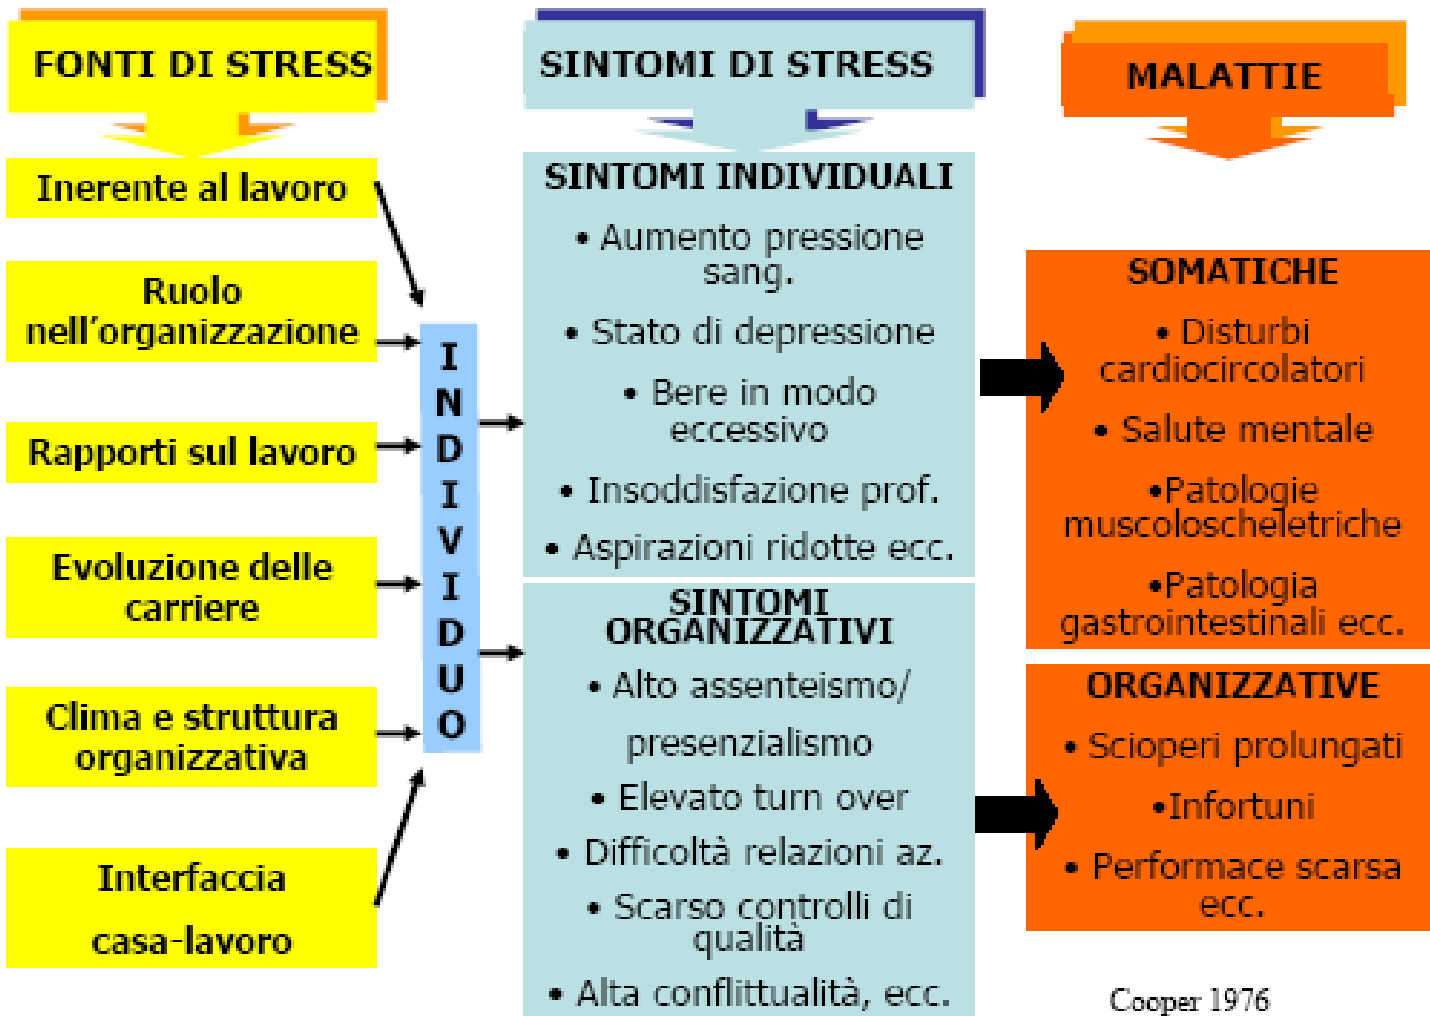 FONTI DI STRESS
Inerente al lavoro
Ruolo
nell'organizzazione
Rapporti sul lavoro
Evoluzione delle
carriere
Clima e struttura
organizzativa
Interfaccia
casa-lavoro
I
N
D
I
V
I
D
U
O
SINTOMI DI STRESS
SINTOMI INDIVIDUALI
• Aumento pressione
sang.
• Stato di depressione
• Bere in modo
eccessivo
• Insoddisfazione prof.
• Aspirazioni ridotte ecc.
SINTOMI
ORGANIZZATIVI
• Alto assenteismo/
presenzialismo
• Elevato turn over
• Difficoltà relazioni az.
• Scarso controlli di
qualità
• Alta conflittualità, ecc.
MALATTIE
SOMATICHE
• Disturbi
cardiocircolatori
• Salute mentale
•Patologie
muscoloscheletriche
•Patologia
gastrointestinali ecc.
ORGANIZZATIVE
• Scioperi prolungati
•Infortuni
• Performace scarsa
ecc.
Cooper 1976